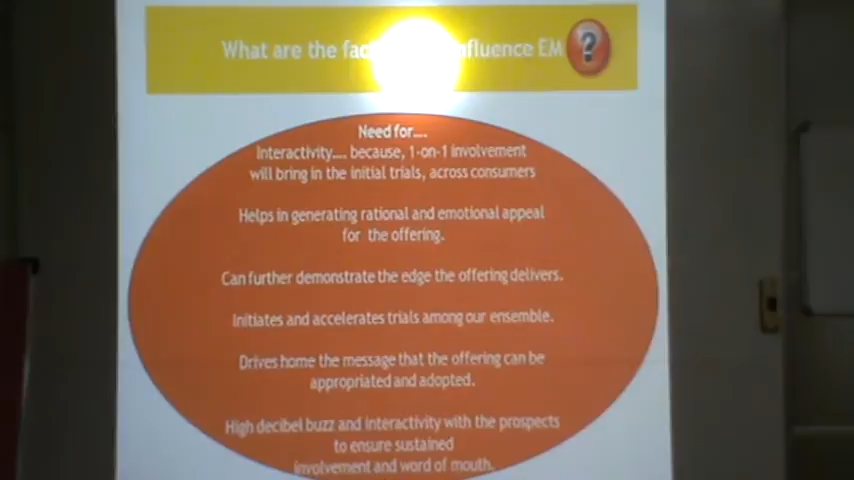 What are the fac fluence EM ?
Need for....
Interactivity.... because, 1-on-1 involvement
will bring in the initial trials, across consumers
Helps in generating rational and emotional appeal
for the offering.
Can further demonstrate the edge the offering delivers.
Initiates and accelerates trials among our ensemble.
Drives home the message that the offering can be
appropriated and adopted.
High decibel buzz and interactivity with the prospects
to ensure sustained
involvement and word of mouth.